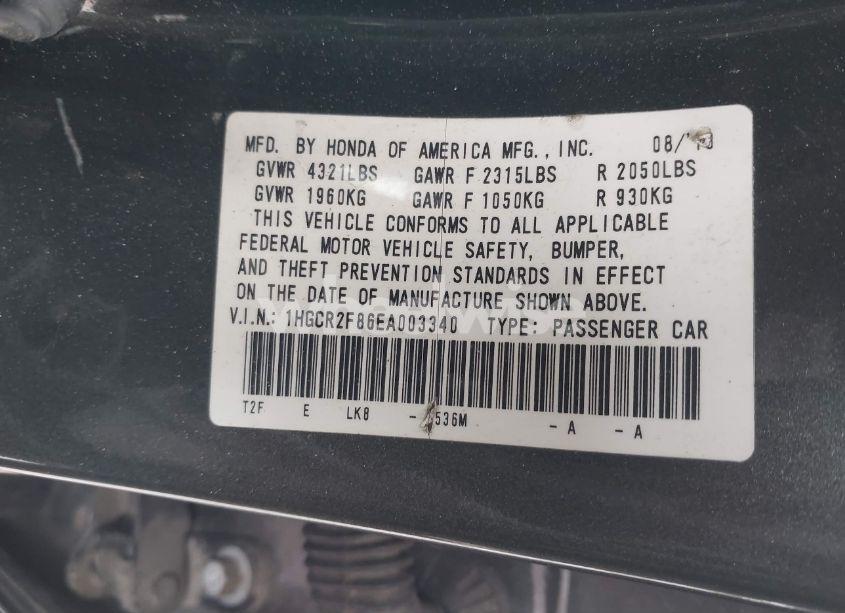 MFD. BY HONDA OF AMERICA MFG., INC. 08/'13
GVWR 4321LBS GAWR F 2315LBS R 2050LBS
GVWR 1960KG GAWR F 1050KG R 930KG
THIS VEHICLE CONFORMS TO ALL APPLICABLE
FEDERAL MOTOR VEHICLE SAFETY, BUMPER,
AND THEFT PREVENTION STANDARDS IN EFFECT
ON THE DATE OF MANUFACTURE SHOWN ABOVE.
V.I.N.: 1HGCR2F86EA003340 TYPE: PASSENGER CAR
T2F E LK8 - 536M - A - A